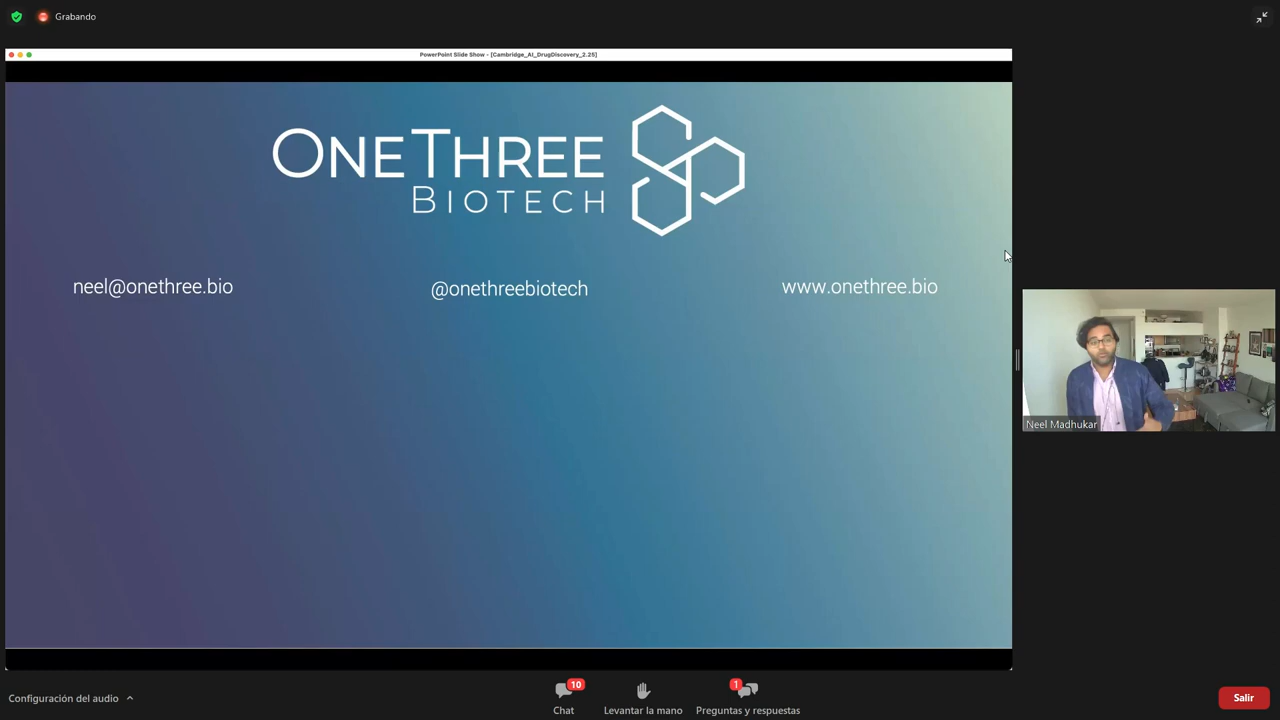 Grabando
PowerPoint Slide Show - [Cambridge_AI_DrugDiscovery_2.25]
ONETHREE
BIOTECH
neel@onethree.bio
@onethreebiotech
www.onethree.bio
Neel Madhukar
Configuración del audio
10
Chat
Levantar la mano
1
Preguntas y respuestas
Salir